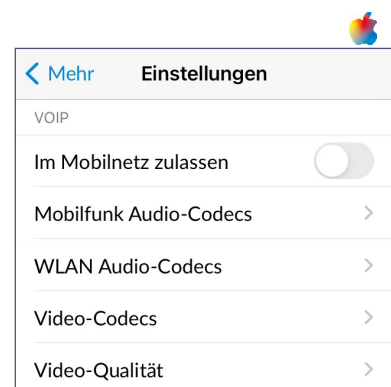 Mehr Einstellungen
VOIP
Im Mobilnetz zulassen
Mobilfunk Audio-Codecs
WLAN Audio-Codecs
Video-Codecs
Video-Qualität